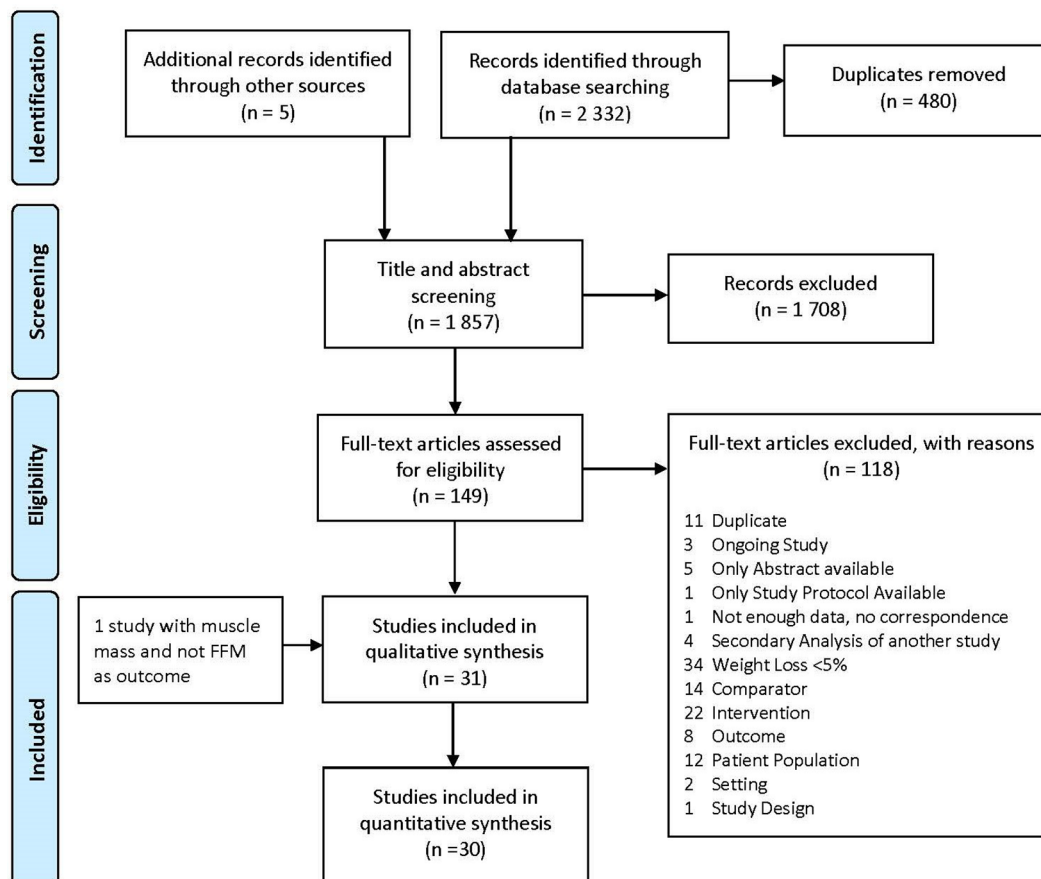 Identification
Additional records identified
through other sources
(n = 5)
Records identified through
database searching
(n = 2 332)
Duplicates removed
(n = 480)
Screening
Title and abstract
screening
(n = 1 857)
Records excluded
(n = 1 708)
Eligibility
Full-text articles assessed
for eligibility
(n = 149)
Full-text articles excluded, with reasons
(n = 118)
11 Duplicate
3 Ongoing Study
5 Only Abstract available
1 Only Study Protocol Available
1 Not enough data, no correspondence
4 Secondary Analysis of another study
34 Weight Loss <5%
14 Comparator
22 Intervention
8 Outcome
12 Patient Population
2 Setting
1 Study Design
Included
1 study with muscle
mass and not FFM
as outcome
Studies included in
qualitative synthesis
(n = 31)
Studies included in
quantitative synthesis
(n =30)